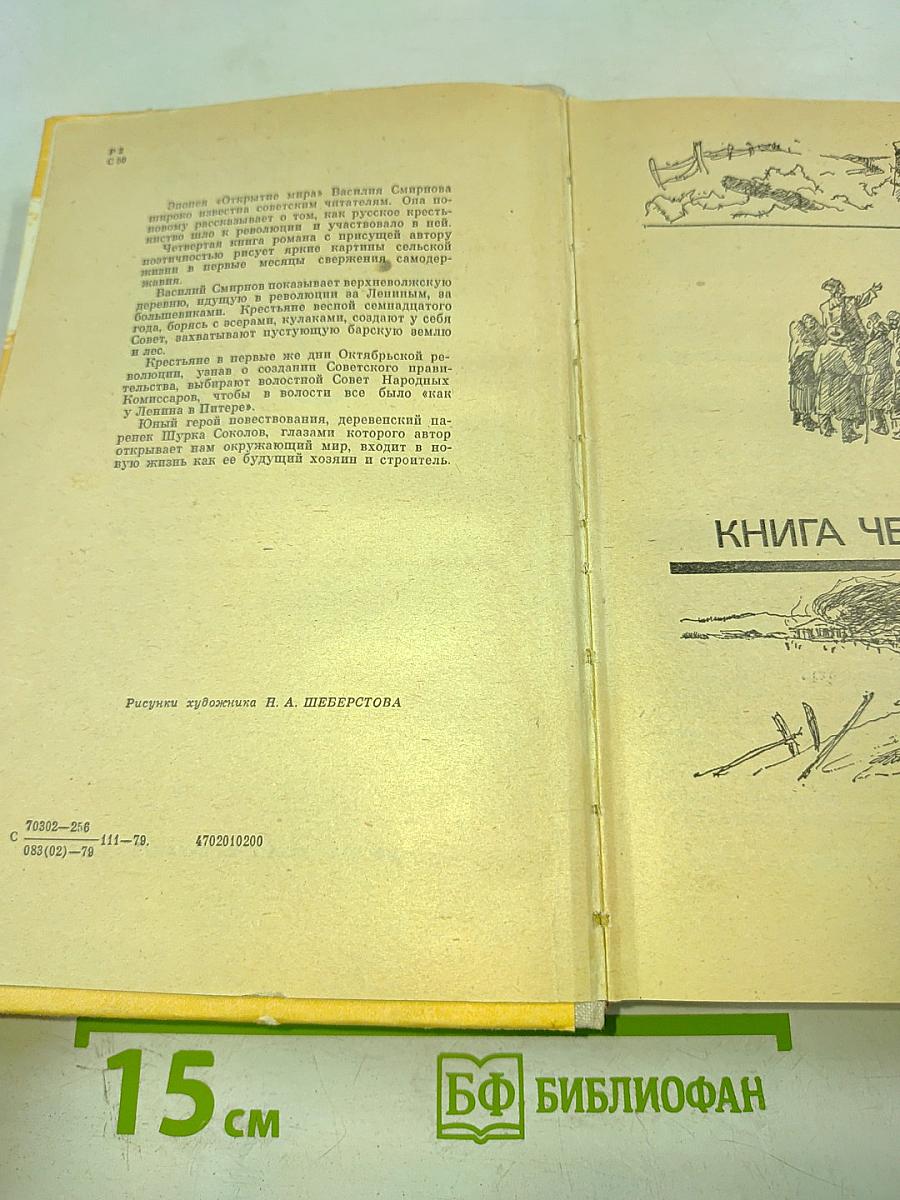 Р 2
С 50
Эпопея «Открытие мира» Василия Смирнова
широко известна советским читателям. Она по-
новому рассказывает о том, как русское кресть-
янство шло к революции и участвовало в ней.
Четвертая книга романа с присущей автору
поэтичностью рисует яркие картины сельской
жизни в первые месяцы свержения самодер-
жавия.
Василий Смирнов показывает верхневолжскую
деревню, идущую в революции за Лениным, за
большевиками. Крестьяне весной семнадцатого
года, борясь с эсерами, кулаками, создают у себя
Совет, захватывают пустующую барскую землю
и лес.
Крестьяне в первые же дни Октябрьской ре-
волюции, узнав о создании Советского прави-
тельства, выбирают волостной Совет Народных
Комиссаров, чтобы в волости все было «как
у Ленина в Питере».
Юный герой повествования, деревенский па-
ренек Шурка Соколов, глазами которого автор
открывает нам окружающий мир, входит в но-
вую жизнь как ее будущий хозяин и строитель.
Рисунки художника Н. А. ШЕБЕРСТОВА
С 70302—256
083(02)—79 111—79. 4702010200
КНИГА ЧЕ
15 см
БФ БИБЛИОФАН